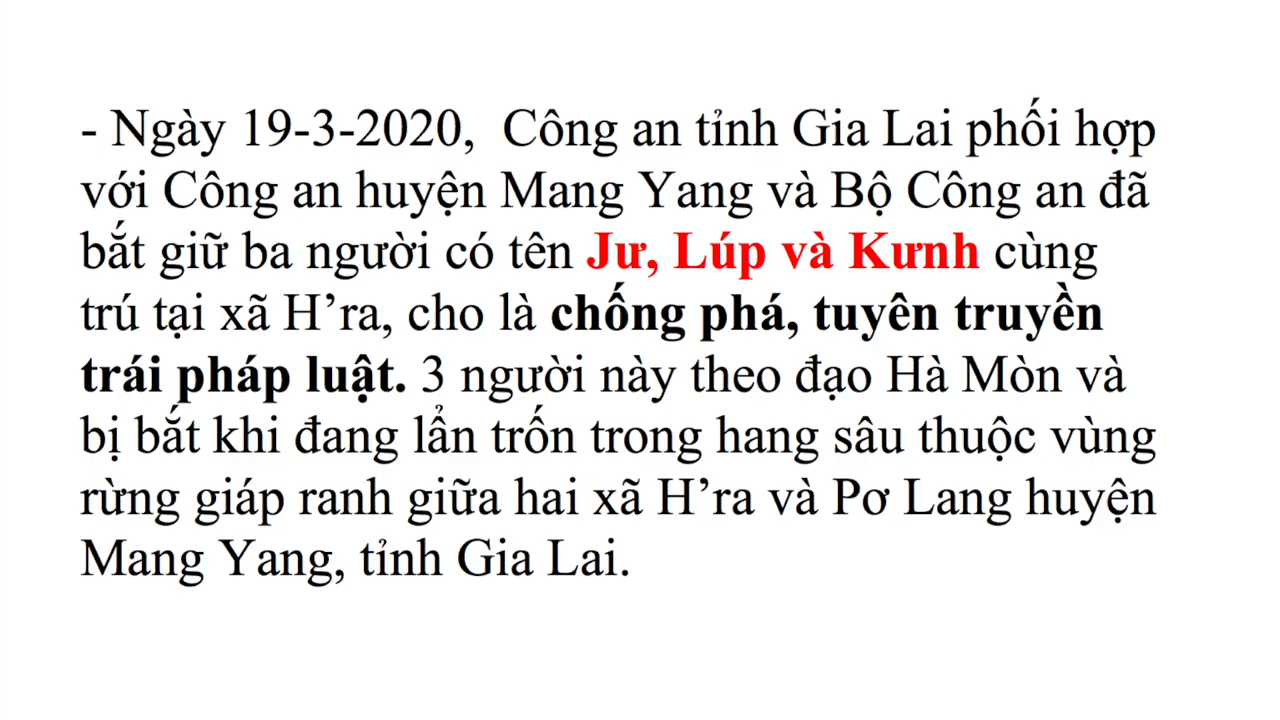 - Ngày 19-3-2020, Công an tỉnh Gia Lai phối hợp
với Công an huyện Mang Yang và Bộ Công an đã
bắt giữ ba người có tên Jư, Lúp và Kưnh cùng
trú tại xã H’ra, cho là chống phá, tuyên truyền
trái pháp luật. 3 người này theo đạo Hà Mòn và
bị bắt khi đang lẩn trốn trong hang sâu thuộc vùng
rừng giáp ranh giữa hai xã H’ra và Pơ Lang huyện
Mang Yang, tỉnh Gia Lai.